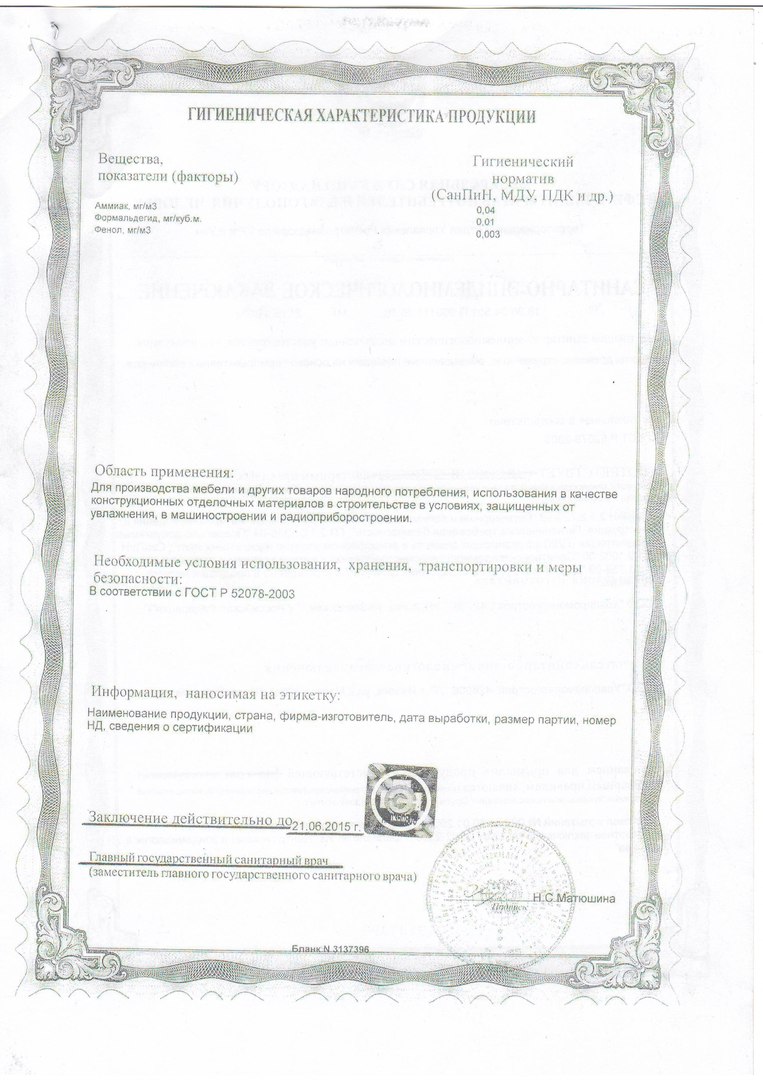 ГИГИЕНИЧЕСКАЯ ХАРАКТЕРИСТИКА ПРОДУКЦИИ
Вещества,
показатели (факторы)
Гигиенический
норматив
(СанПиН, МДУ, ПДК и др.)
Аммиак, мг/м3
0,04
Формальдегид, мг/куб.м.
0,01
Фенол, мг/м3
0,003
Область применения:
Для производства мебели и других товаров народного потребления, использования в качестве
конструкционных отделочных материалов в строительстве в условиях, защищенных от
увлажнения, в машиностроении и радиоприборостроении.
Необходимые условия использования, хранения, транспортировки и меры
безопасности:
В соответствии с ГОСТ Р 52078-2003
Информация, наносимая на этикетку:
Наименование продукции, страна, фирма-изготовитель, дата выработки, размер партии, номер
НД, сведения о сертификации
Заключение действительно до 21.06.2015 г.
Главный государственный санитарный врач
(заместитель главного государственного санитарного врача)
Подпись
Н.С.Матюшина
Бланк N 3137396